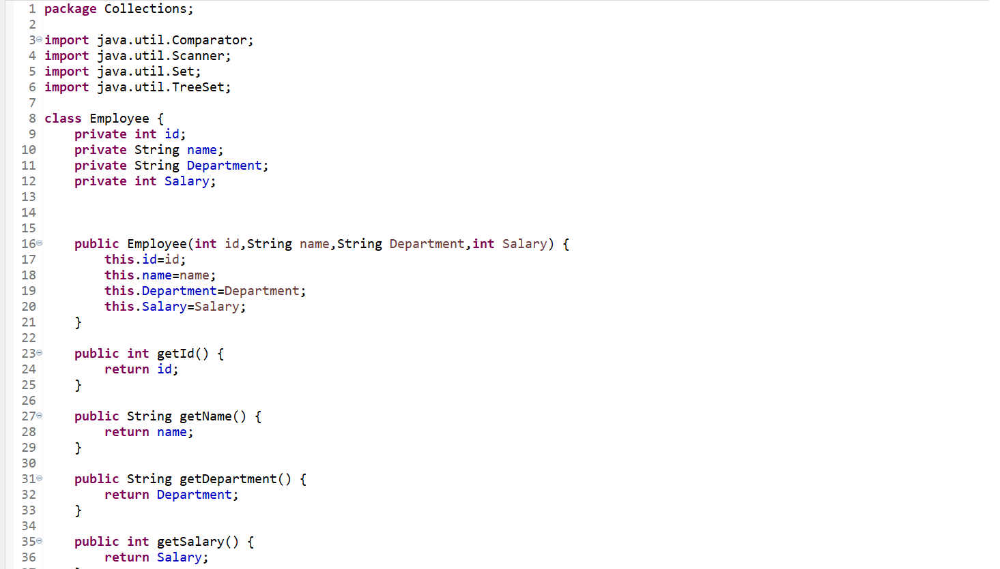 1 package Collections;
2
3 import java.util.Comparator;
4 import java.util.Scanner;
5 import java.util.Set;
6 import java.util.TreeSet;
7
8 class Employee {
9     private int id;
10     private String name;
11     private String Department;
12     private int Salary;
13
14
15
16     public Employee(int id,String name,String Department,int Salary) {
17         this.id=id;
18         this.name=name;
19         this.Department=Department;
20         this.Salary=Salary;
21     }
22
23     public int getId() {
24         return id;
25     }
26
27     public String getName() {
28         return name;
29     }
30
31     public String getDepartment() {
32         return Department;
33     }
34
35     public int getSalary() {
36         return Salary;